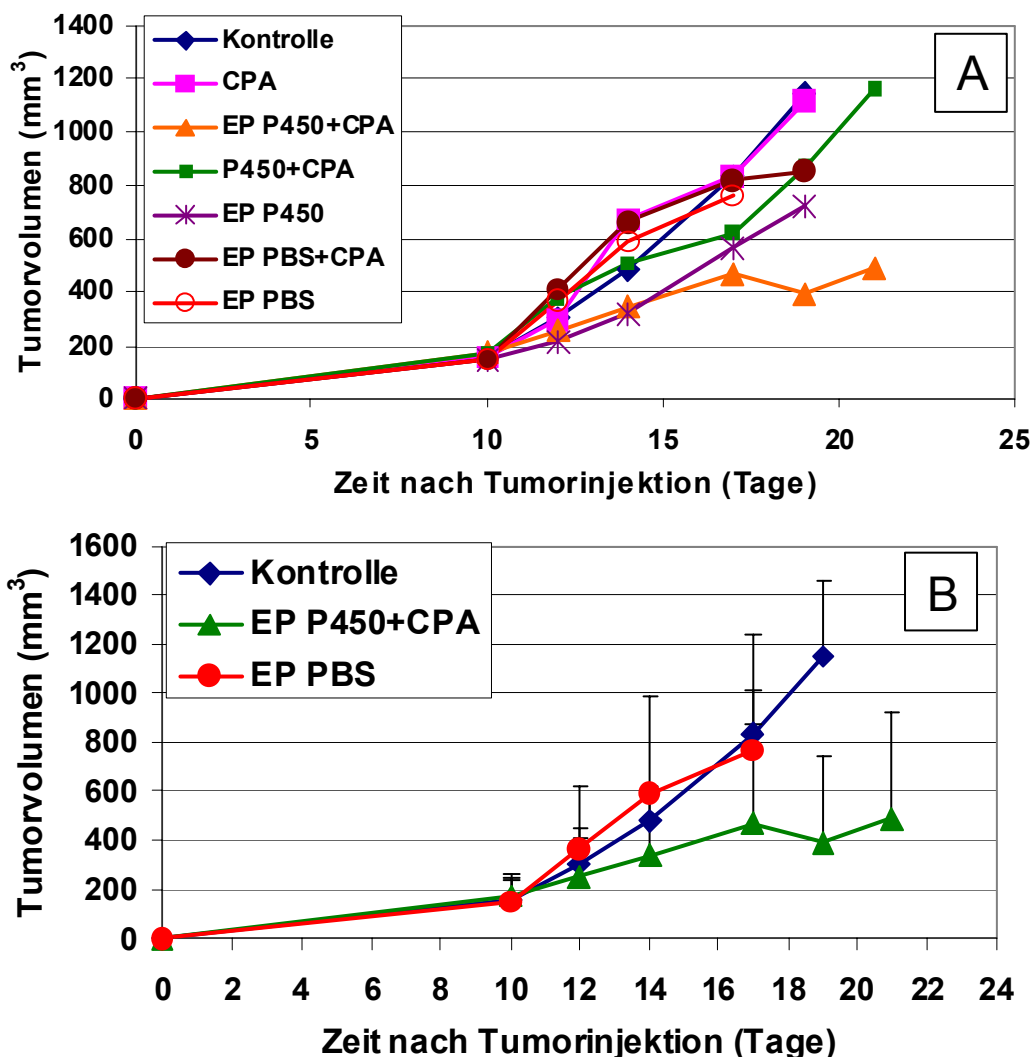 A
Tumorvolumen (mm³)
1400
1200
1000
800
600
400
200
0
Kontrolle
CPA
EP P450+CPA
P450+CPA
EP P450
EP PBS+CPA
EP PBS
0 5 10 15 20 25
Zeit nach Tumorinjektion (Tage)
B
Tumorvolumen (mm³)
1600
1400
1200
1000
800
600
400
200
0
Kontrolle
EP P450+CPA
EP PBS
0 2 4 6 8 10 12 14 16 18 20 22 24
Zeit nach Tumorinjektion (Tage)